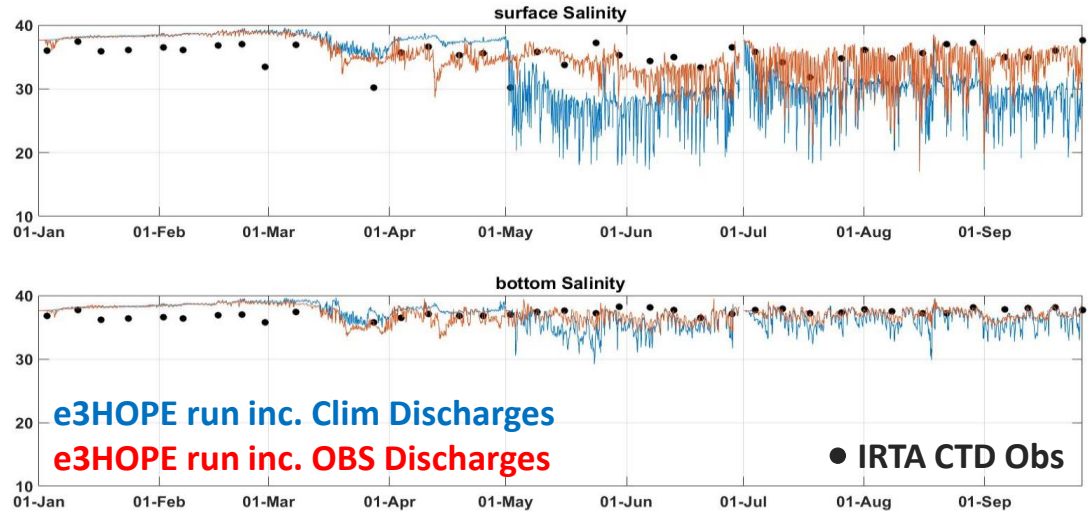 surface Salinity
40
30
20
10
01-Jan 01-Feb 01-Mar 01-Apr 01-May 01-Jun 01-Jul 01-Aug 01-Sep
bottom Salinity
40
30
20
10
e3HOPE run inc. Clim Discharges
e3HOPE run inc. OBS Discharges
IRTA CTD Obs
01-Jan 01-Feb 01-Mar 01-Apr 01-May 01-Jun 01-Jul 01-Aug 01-Sep